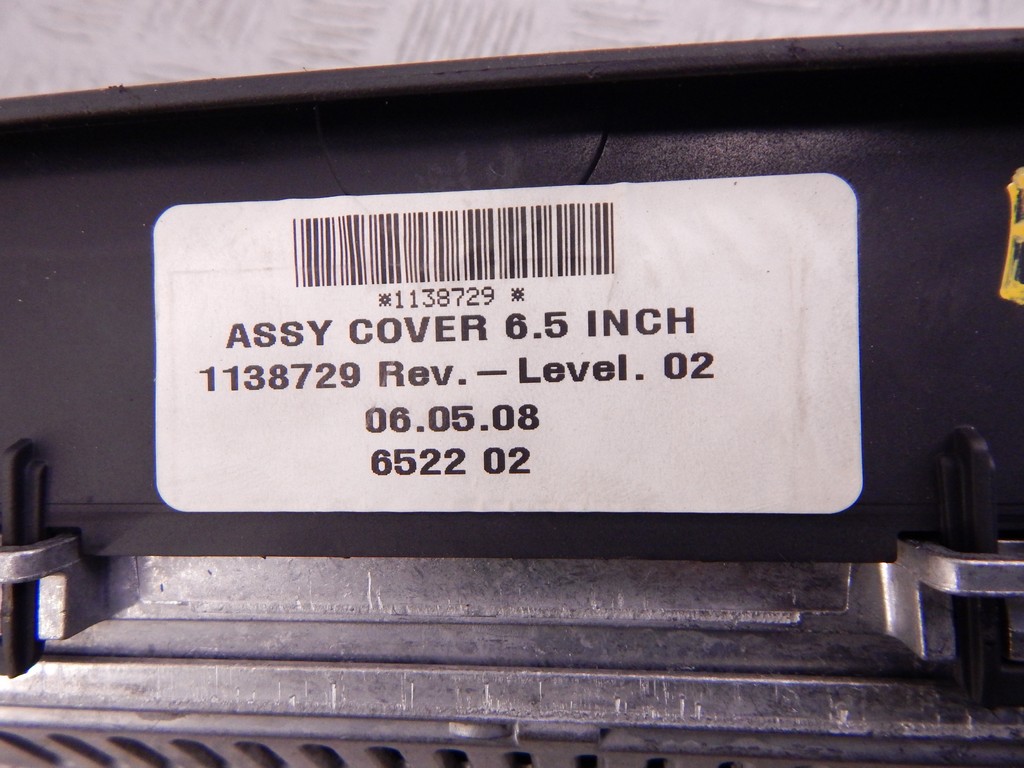 *1138729 *
ASSY COVER 6.5 INCH
1138729 Rev. – Level. 02
06.05.08
6522 02